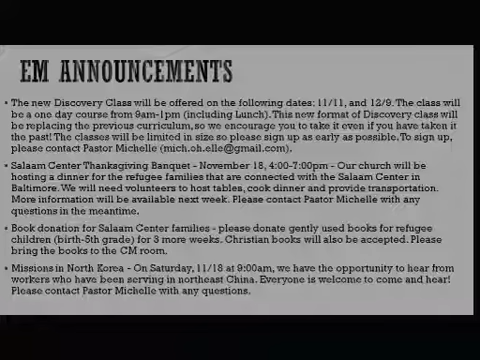 EM ANNOUNCEMENTS
• The new Discovery Class will be offered on the following dates: 11/11, and 12/9. The class will
be a one day course from 9am-1pm (including Lunch). This new format of Discovery class will
be replacing the previous curriculum, so we encourage you to take it even if you have taken it
the past! The classes will be limited in size so please sign up as early as possible. To sign up,
please contact Pastor Michelle (mich.oh.elle@gmail.com).
• Salaam Center Thanksgiving Banquet - November 18, 4:00-7:00pm - Our church will be
hosting a dinner for the refugee families that are connected with the Salaam Center in
Baltimore. We will need volunteers to host tables, cook dinner and provide transportation.
More information will be available next week. Please contact Pastor Michelle with any
questions in the meantime.
• Book donation for Salaam Center families - please donate gently used books for refugee
children (birth-5th grade) for 3 more weeks. Christian books will also be accepted. Please
bring the books to the CM room.
• Missions in North Korea - On Saturday, 11/18 at 9:00am, we have the opportunity to hear from
workers who have been serving in northeast China. Everyone is welcome to come and hear!
Please contact Pastor Michelle with any questions.